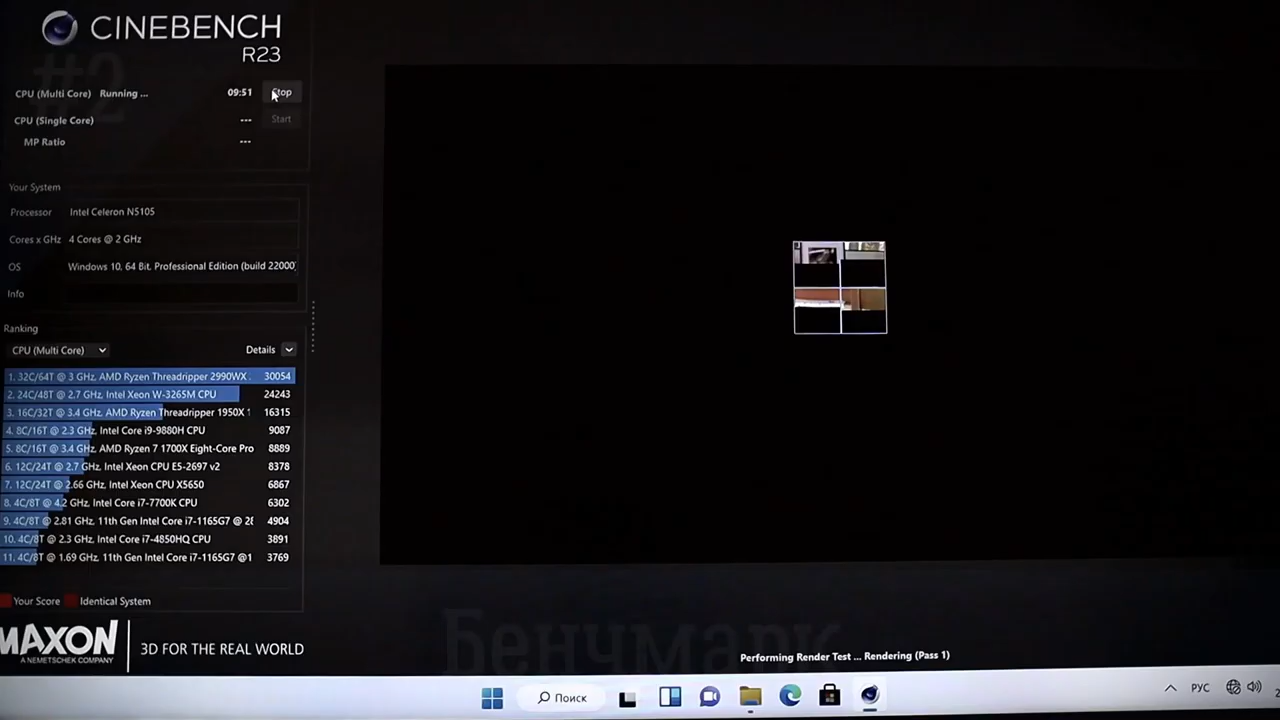 CINEBENCH
R23
#2
CPU (Multi Core) Running ... 09:51 Stop
CPU (Single Core) --- Start
MP Ratio ---
Your System
Processor Intel Celeron N5105
Cores x GHz 4 Cores @ 2 GHz
OS Windows 10, 64 Bit, Professional Edition (build 22000)
Info
Ranking
CPU (Multi Core) Details
1. 32C/64T @ 3 GHz, AMD Ryzen Threadripper 2990WX 30054
2. 24C/48T @ 2.7 GHz, Intel Xeon W-3265M CPU 24243
3. 16C/32T @ 3.4 GHz, AMD Ryzen Threadripper 1950X 1 16315
4. 8C/16T @ 2.3 GHz, Intel Core i9-9880H CPU 9087
5. 8C/16T @ 3.4 GHz, AMD Ryzen 7 1700X Eight-Core Pro 8889
6. 12C/24T @ 2.7 GHz, Intel Xeon CPU E5-2697 v2 8378
7. 12C/24T @ 2.66 GHz, Intel Xeon CPU X5650 6867
8. 4C/8T @ 4.2 GHz, Intel Core i7-7700K CPU 6302
9. 4C/8T @ 2.81 GHz, 11th Gen Intel Core i7-1165G7 @ 28 4904
10. 4C/8T @ 2.3 GHz, Intel Core i7-4850HQ CPU 3891
11. 4C/8T @ 1.69 GHz, 11th Gen Intel Core i7-1165G7 @1 3769
Your Score Identical System
MAXON 3D FOR THE REAL WORLD
A NEMETSCHEK COMPANY
Бенчмарк
Performing Render Test ... Rendering (Pass 1)
Поиск РУС